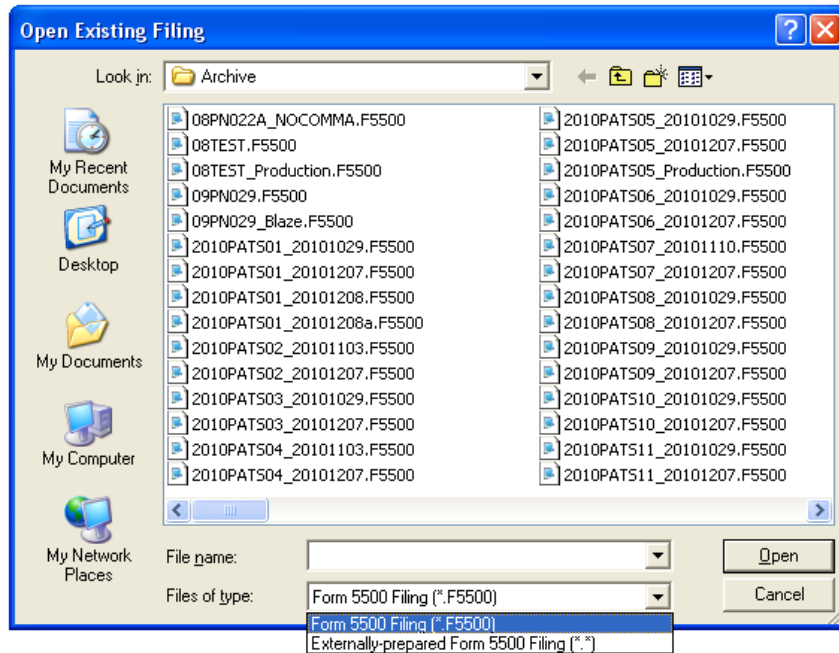 Open Existing Filing
Look in:
Archive
My Recent
Documents
Desktop
My Documents
My Computer
My Network
Places
08PN022A_NOCOMMA.F5500
08TEST.F5500
08TEST_Production.F5500
09PN029.F5500
09PN029_Blaze.F5500
2010PATS01_20101029.F5500
2010PATS01_20101207.F5500
2010PATS01_20101208.F5500
2010PATS01_20101208a.F5500
2010PATS02_20101103.F5500
2010PATS02_20101207.F5500
2010PATS03_20101029.F5500
2010PATS03_20101207.F5500
2010PATS04_20101103.F5500
2010PATS04_20101207.F5500
2010PATS05_20101029.F5500
2010PATS05_20101207.F5500
2010PATS05_Production.F5500
2010PATS06_20101029.F5500
2010PATS06_20101207.F5500
2010PATS07_20101110.F5500
2010PATS07_20101207.F5500
2010PATS08_20101029.F5500
2010PATS08_20101207.F5500
2010PATS09_20101029.F5500
2010PATS09_20101207.F5500
2010PATS10_20101029.F5500
2010PATS10_20101207.F5500
2010PATS11_20101029.F5500
2010PATS11_20101207.F5500
File name:
Open
Files of type:
Form 5500 Filing (*.F5500)
Cancel
Form 5500 Filing (*.F5500)
Externally-prepared Form 5500 Filing (*.*)